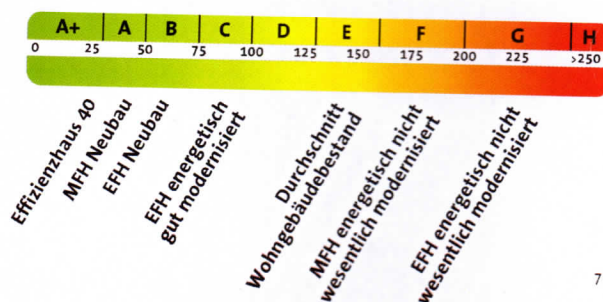 A+ A B C D E F G H
0 25 50 75 100 125 150 175 200 225 >250
Effizienzhaus 40
MFH Neubau
EFH Neubau
EFH energetisch
gut modernisiert
Durchschnitt
Wohngebäudebestand
MFH energetisch nicht
wesentlich modernisiert
EFH energetisch nicht
wesentlich modernisiert
7